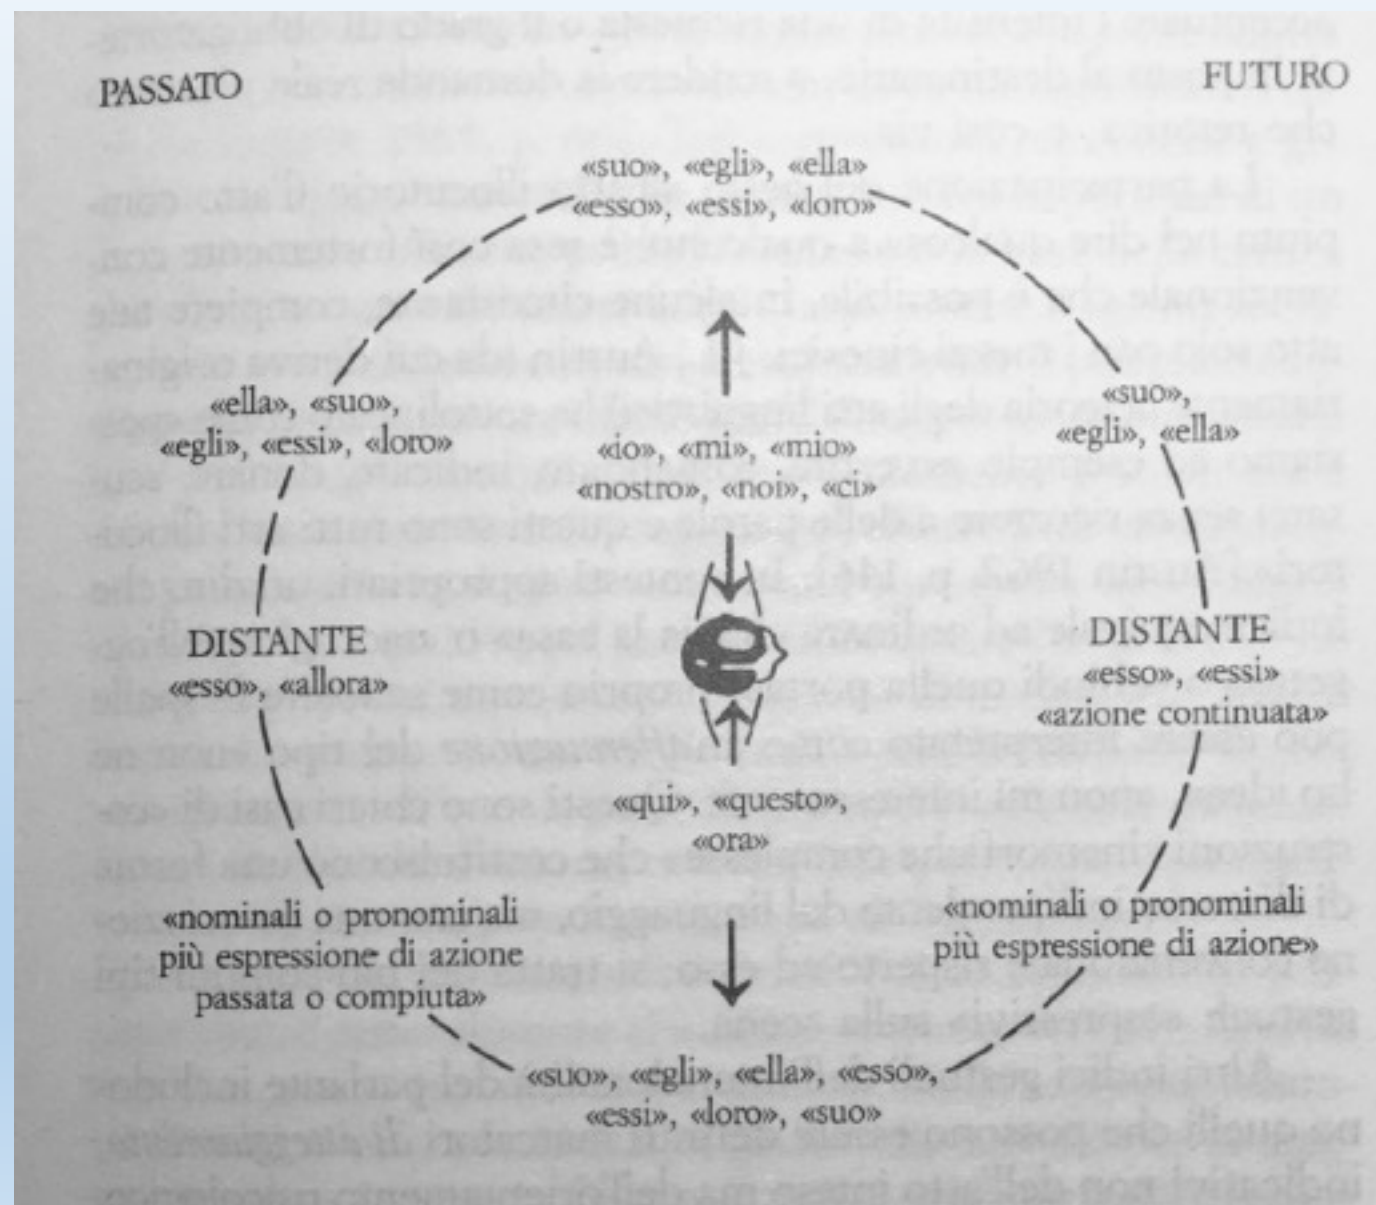 PASSATO
FUTURO
«suo», «egli», «ella»
«esso», «essi», «loro»
«ella», «suo»,
«egli», «essi», «loro»
«io», «mi», «mio»
«nostro», «noi», «ci»
«suo»,
«egli», «ella»
DISTANTE
«esso», «allora»
DISTANTE
«esso», «essi»
«azione continuata»
«qui», «questo»,
«ora»
«nominali o pronominali
più espressione di azione
passata o compiuta»
«nominali o pronominali
più espressione di azione»
«suo», «egli», «ella», «esso»,
«essi», «loro», «suo»